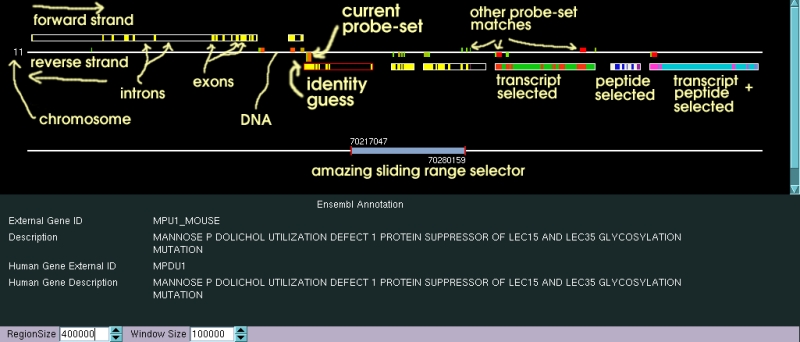 forward strand
current
probe-set
other probe-set
matches
11
reverse strand
introns
exons
identity
guess
transcript
selected
peptide
selected
transcript
peptide +
selected
chromosome
DNA
70217047
70280159
amazing sliding range selector
Ensembl Annotation
External Gene ID MPU1_MOUSE
Description MANNOSE P DOLICHOL UTILIZATION DEFECT 1 PROTEIN SUPPRESSOR OF LEC15 AND LEC35 GLYCOSYLATION
MUTATION
Human Gene External ID MPDU1
Human Gene Description MANNOSE P DOLICHOL UTILIZATION DEFECT 1 PROTEIN SUPPRESSOR OF LEC15 AND LEC35 GLYCOSYLATION
MUTATION
RegionSize 400000 Window Size 100000